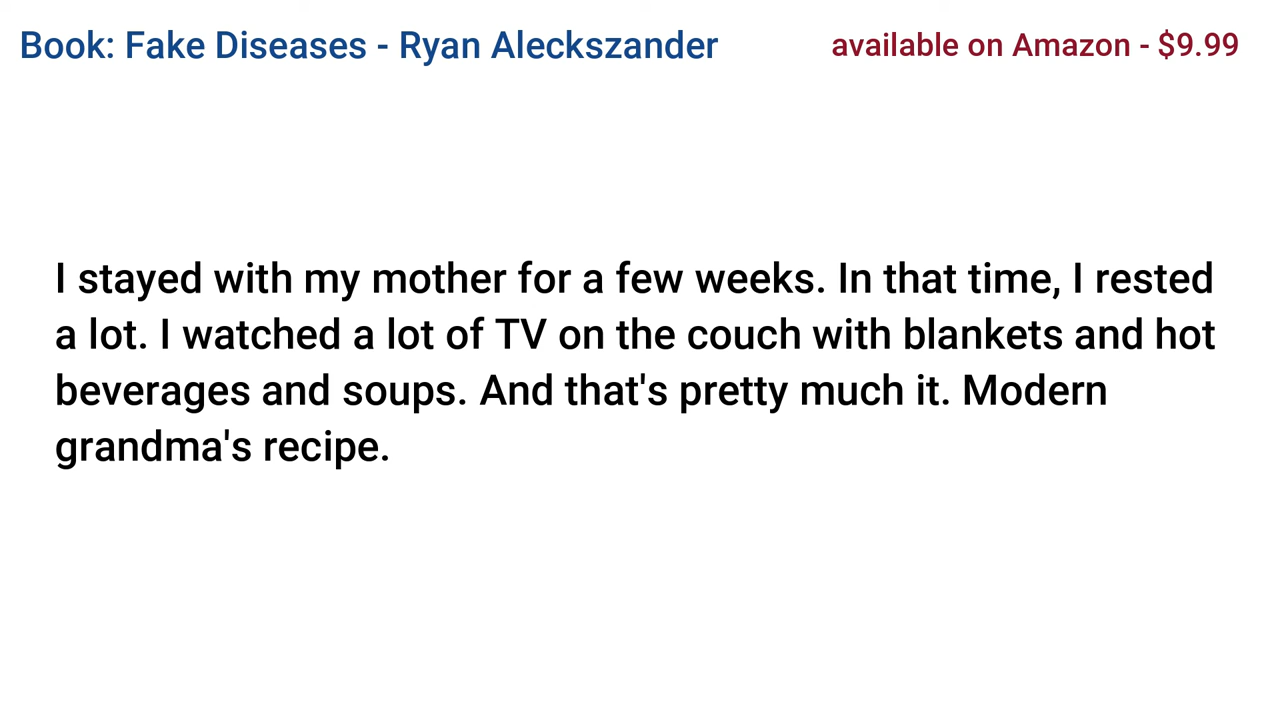 Book: Fake Diseases - Ryan Aleckszander
available on Amazon - $9.99
I stayed with my mother for a few weeks. In that time, I rested
a lot. I watched a lot of TV on the couch with blankets and hot
beverages and soups. And that's pretty much it. Modern
grandma's recipe.